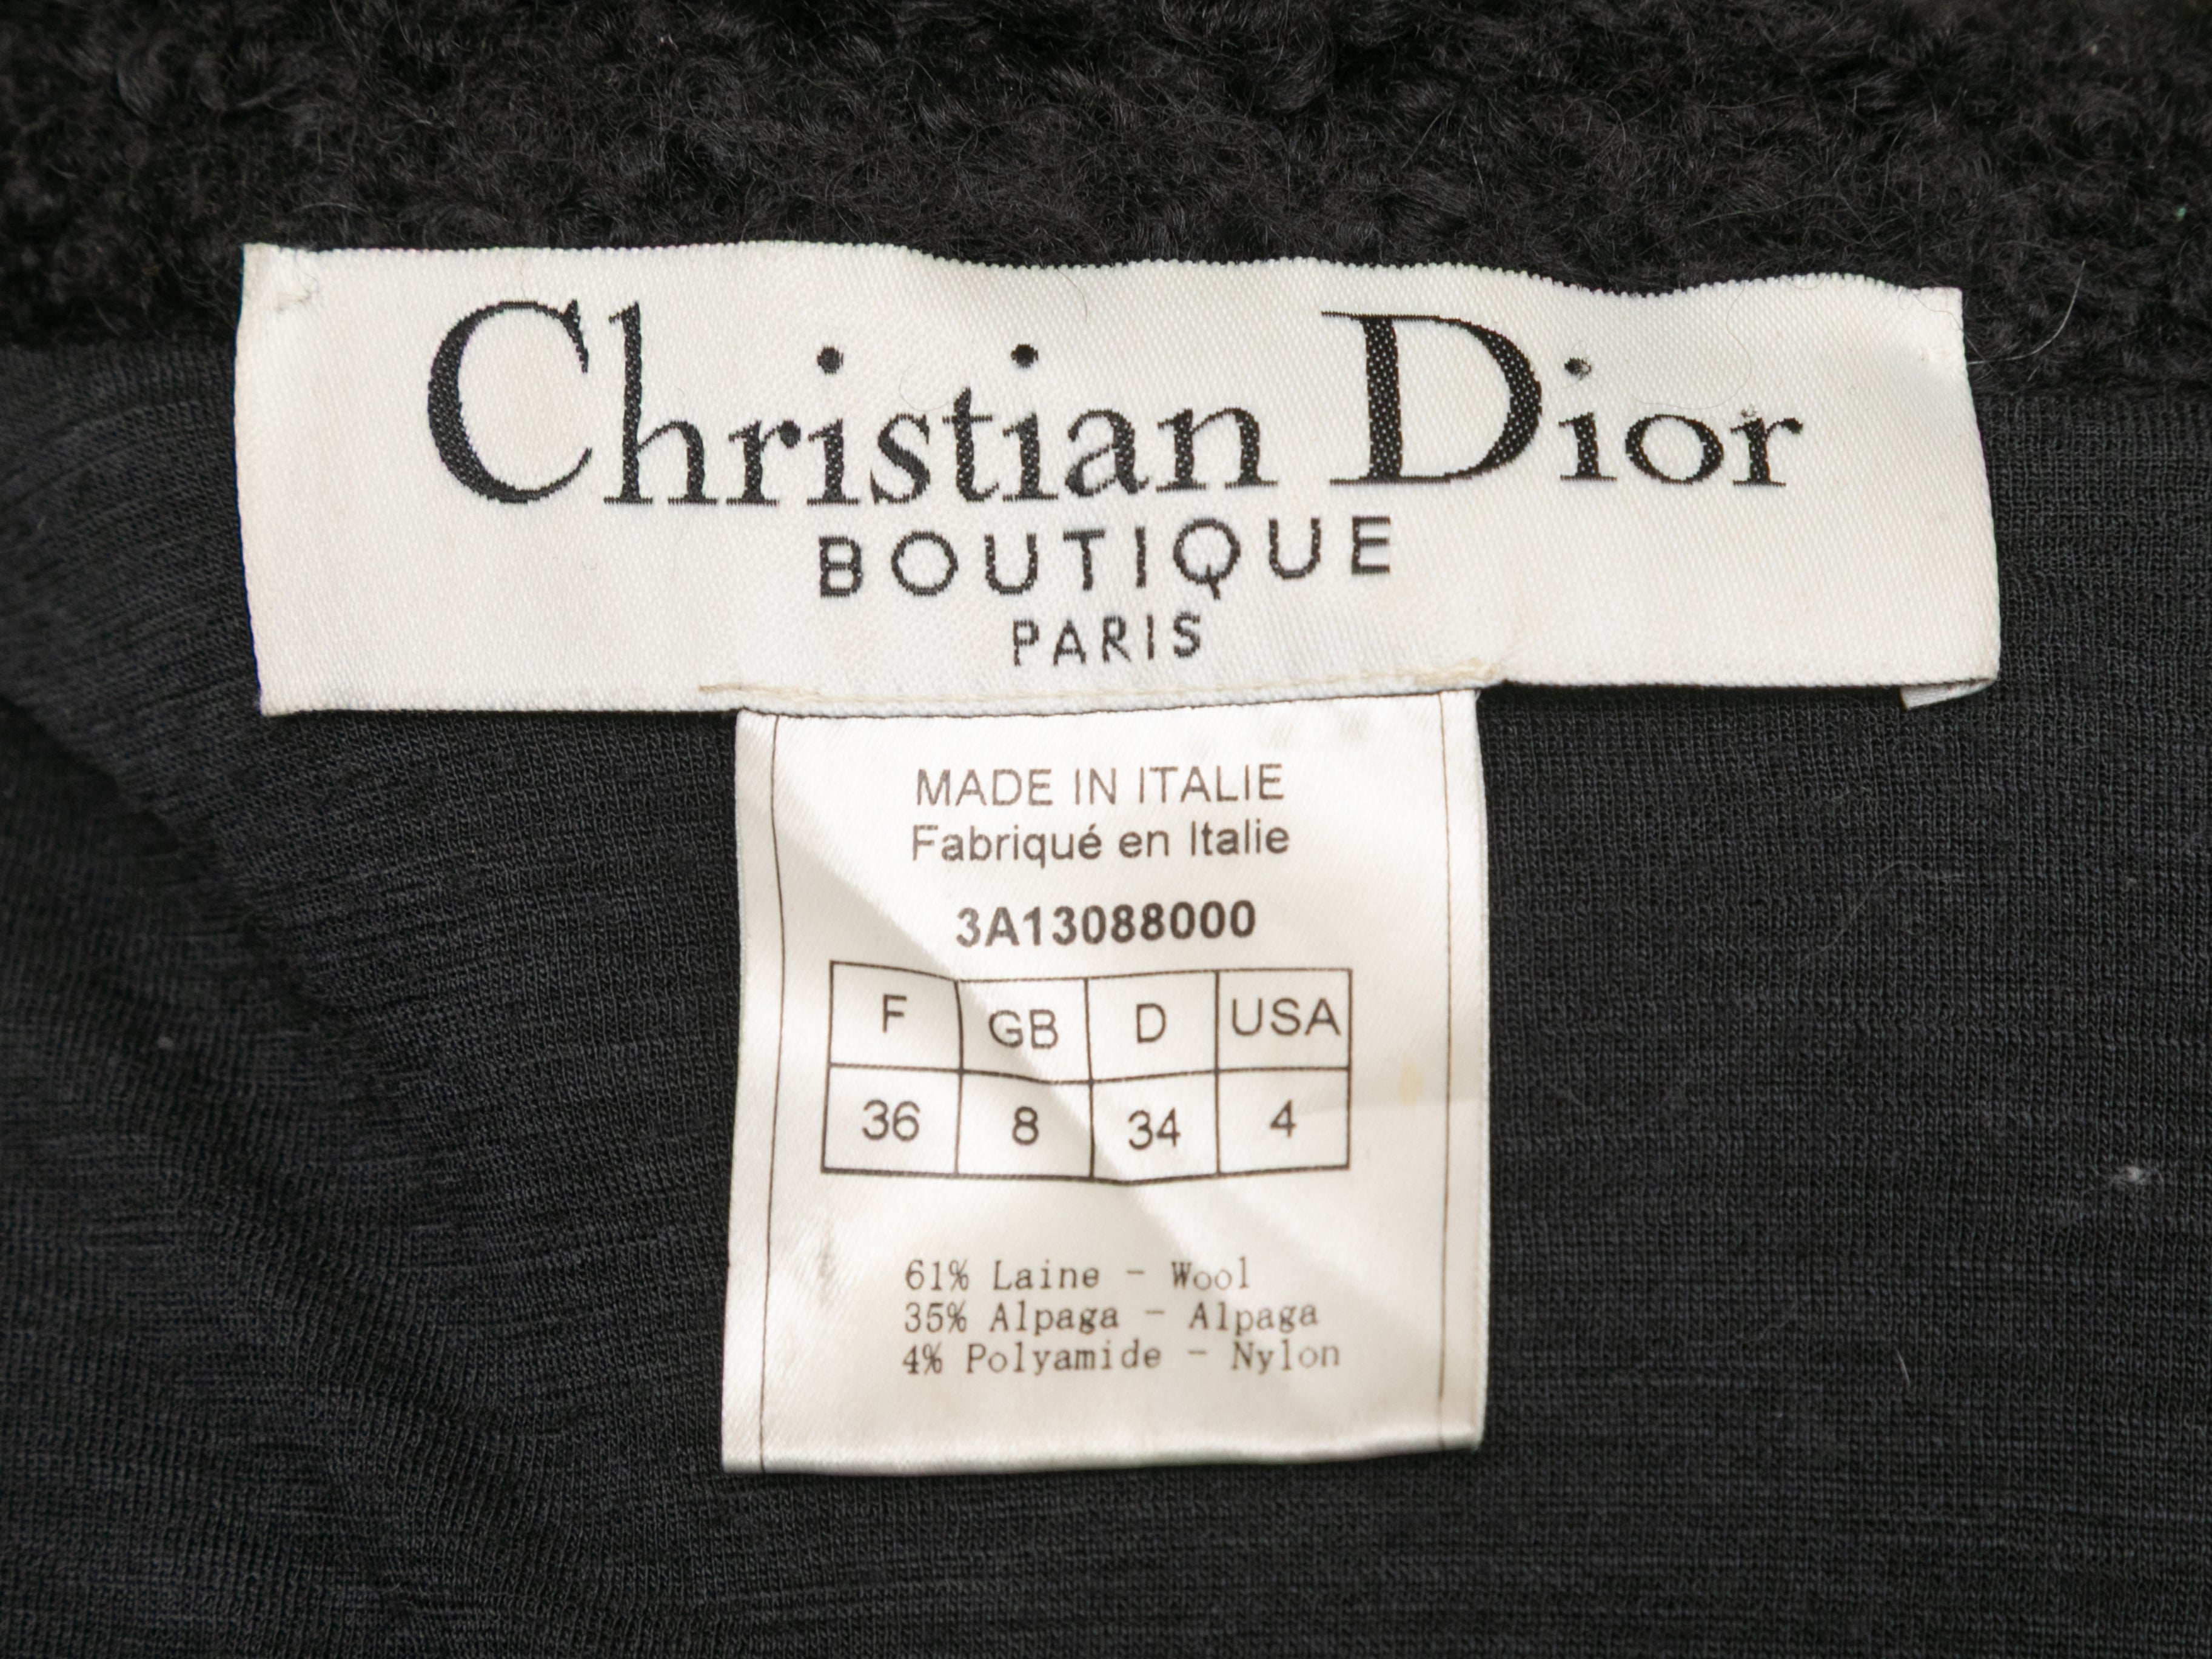 Christian Dior
BOUTIQUE
PARIS
MADE IN ITALIE
Fabriqué en Italie
3A13088000
F GB D USA
36 8 34 4
61% Laine - Wool
35% Alpaga - Alpaga
4% Polyamide - Nylon